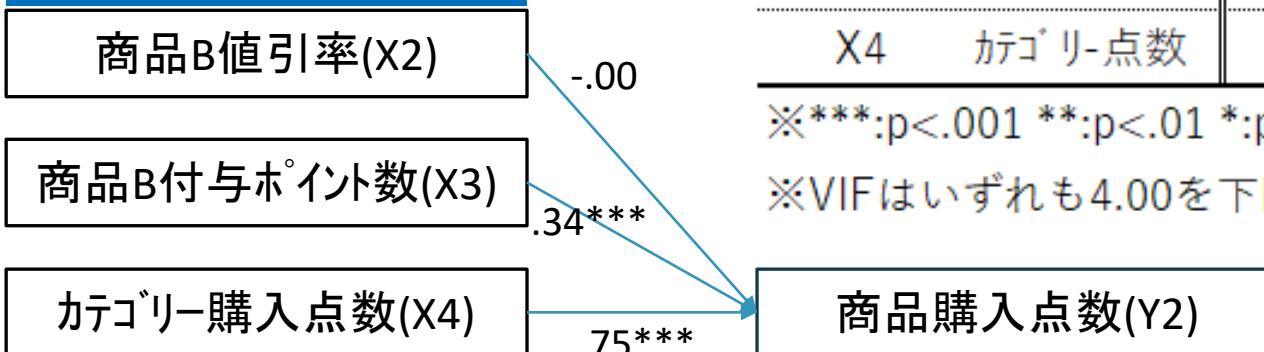 商品B値引率(X2)
-.00
商品B付与ポイント数(X3)
.34***
カテゴリー購入点数(X4)
.75***
商品購入点数(Y2)
X4 カテゴリー点数
※***:p<.001 **:p<.01 *:p
※VIFはいずれも4.00を下